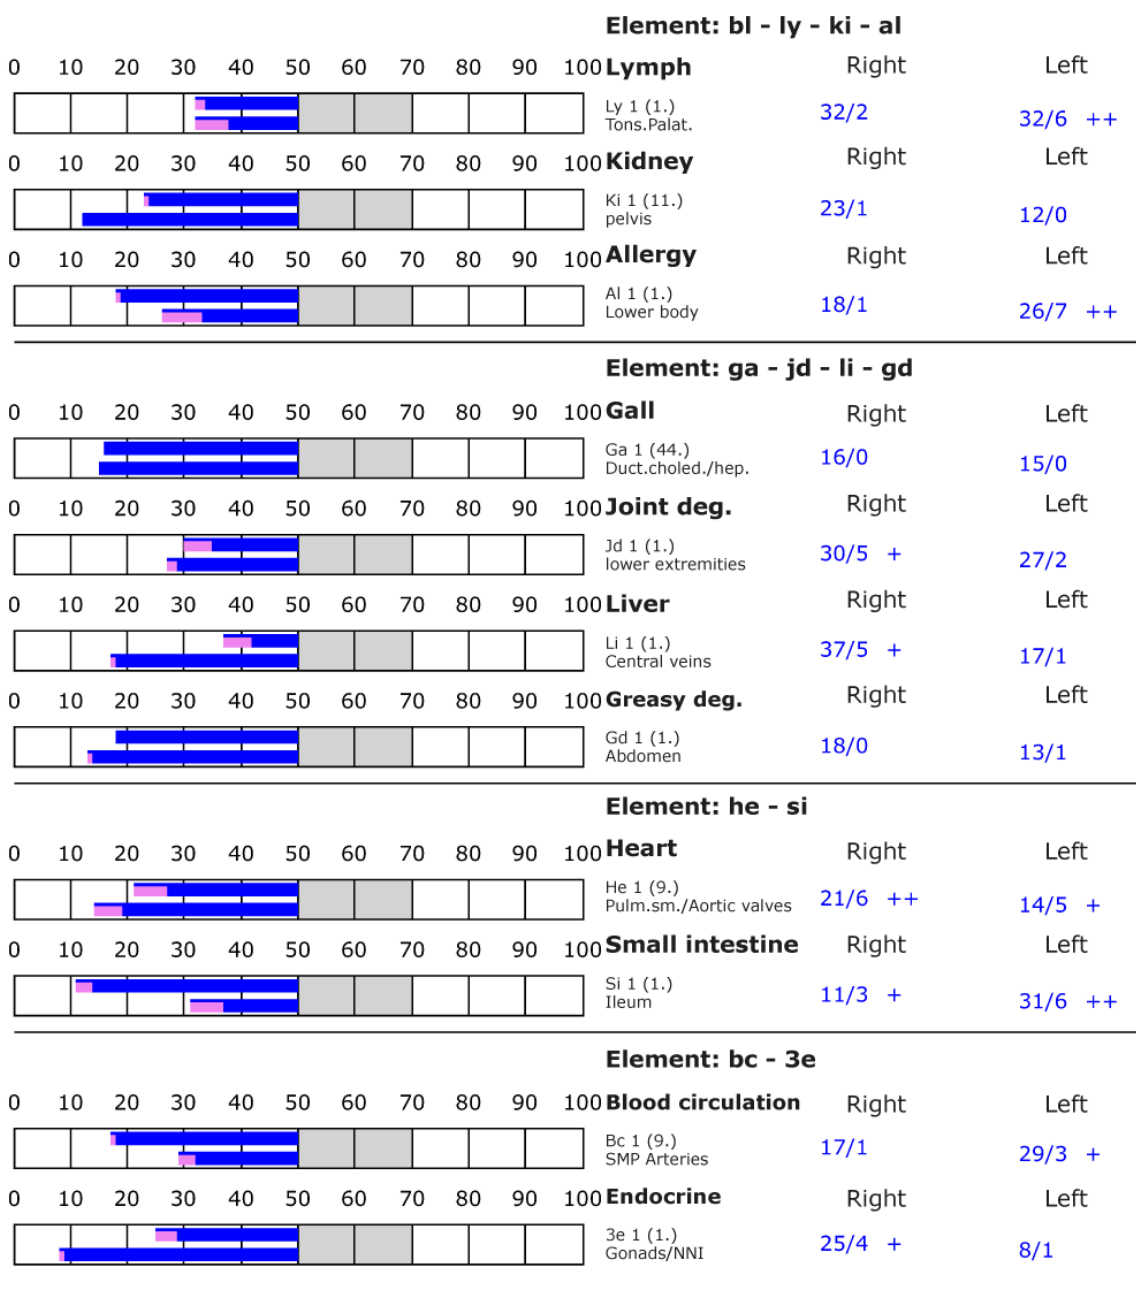 Element: bl - ly - ki - al
0 10 20 30 40 50 60 70 80 90 100 Lymph Right Left
Ly 1 (1.) 32/2 32/6 ++
Tons.Palat.
0 10 20 30 40 50 60 70 80 90 100 Kidney Right Left
Ki 1 (11.) 23/1 12/0
pelvis
0 10 20 30 40 50 60 70 80 90 100 Allergy Right Left
Al 1 (1.) 18/1 26/7 ++
Lower body
Element: ga - jd - li - gd
0 10 20 30 40 50 60 70 80 90 100 Gall Right Left
Ga 1 (44.) 16/0 15/0
Duct.choled./hep.
0 10 20 30 40 50 60 70 80 90 100 Joint deg. Right Left
Jd 1 (1.) 30/5 + 27/2
lower extremities
0 10 20 30 40 50 60 70 80 90 100 Liver Right Left
Li 1 (1.) 37/5 + 17/1
Central veins
0 10 20 30 40 50 60 70 80 90 100 Greasy deg. Right Left
Gd 1 (1.) 18/0 13/1
Abdomen
Element: he - si
0 10 20 30 40 50 60 70 80 90 100 Heart Right Left
He 1 (9.) 21/6 ++ 14/5 +
Pulm.sm./Aortic valves
0 10 20 30 40 50 60 70 80 90 100 Small intestine Right Left
Si 1 (1.) 11/3 + 31/6 ++
Ileum
Element: bc - 3e
0 10 20 30 40 50 60 70 80 90 100 Blood circulation Right Left
Bc 1 (9.) 17/1 29/3 +
SMP Arteries
0 10 20 30 40 50 60 70 80 90 100 Endocrine Right Left
3e 1 (1.) 25/4 + 8/1
Gonads/NNI